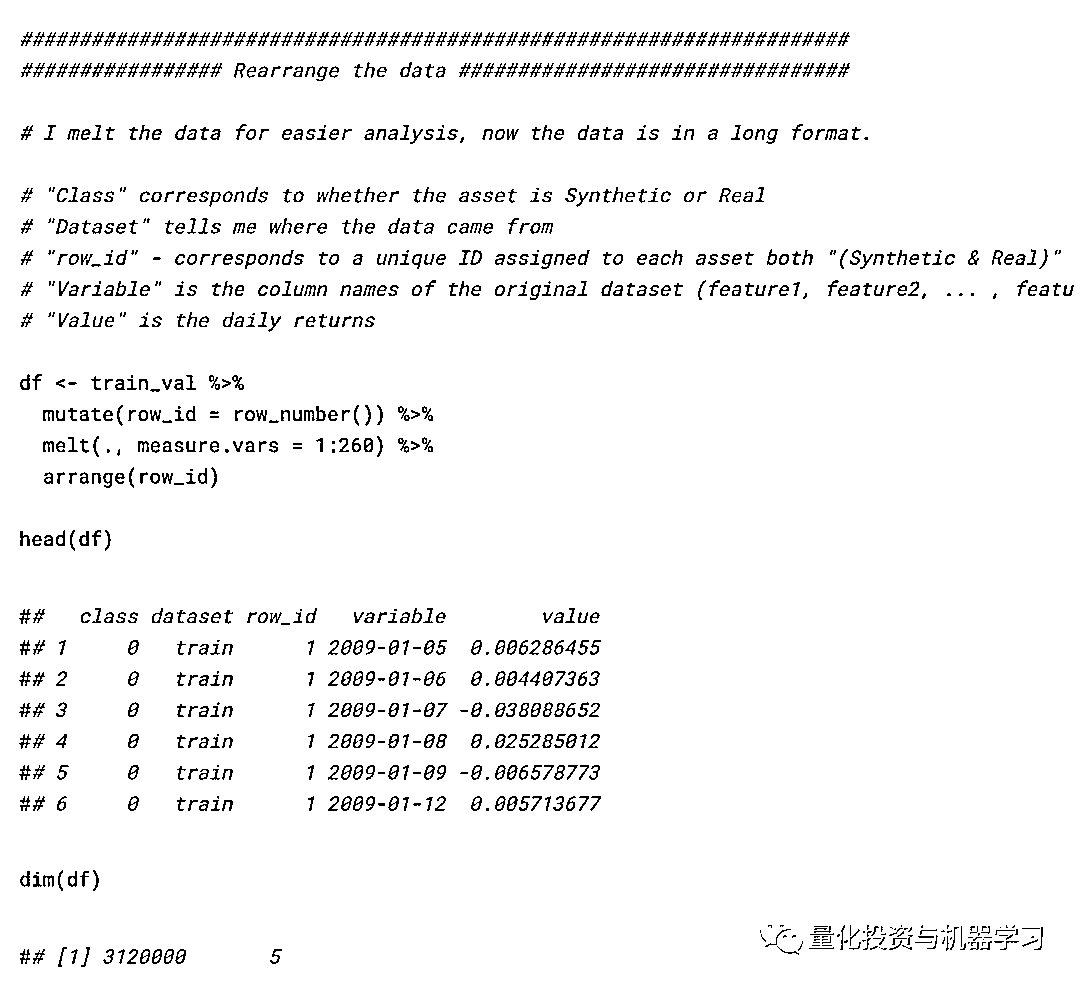 ######################################################################
################# Rearrange the data #################################
# I melt the data for easier analysis, now the data is in a long format.
# "Class" corresponds to whether the asset is Synthetic or Real
# "Dataset" tells me where the data came from
# "row_id" - corresponds to a unique ID assigned to each asset both "(Synthetic & Real)"
# "Variable" is the column names of the original dataset (feature1, feature2, ... , featu
# "Value" is the daily returns
df <- train_val %>%
  mutate(row_id = row_number()) %>%
  melt(., measure.vars = 1:260) %>%
  arrange(row_id)
head(df)
##   class dataset row_id   variable        value
## 1     0   train      1 2009-01-05  0.006286455
## 2     0   train      1 2009-01-06  0.004407363
## 3     0   train      1 2009-01-07 -0.038088652
## 4     0   train      1 2009-01-08  0.025285012
## 5     0   train      1 2009-01-09 -0.006578773
## 6     0   train      1 2009-01-12  0.005713677
dim(df)
## [1] 3120000       5
量化投资与机器学习